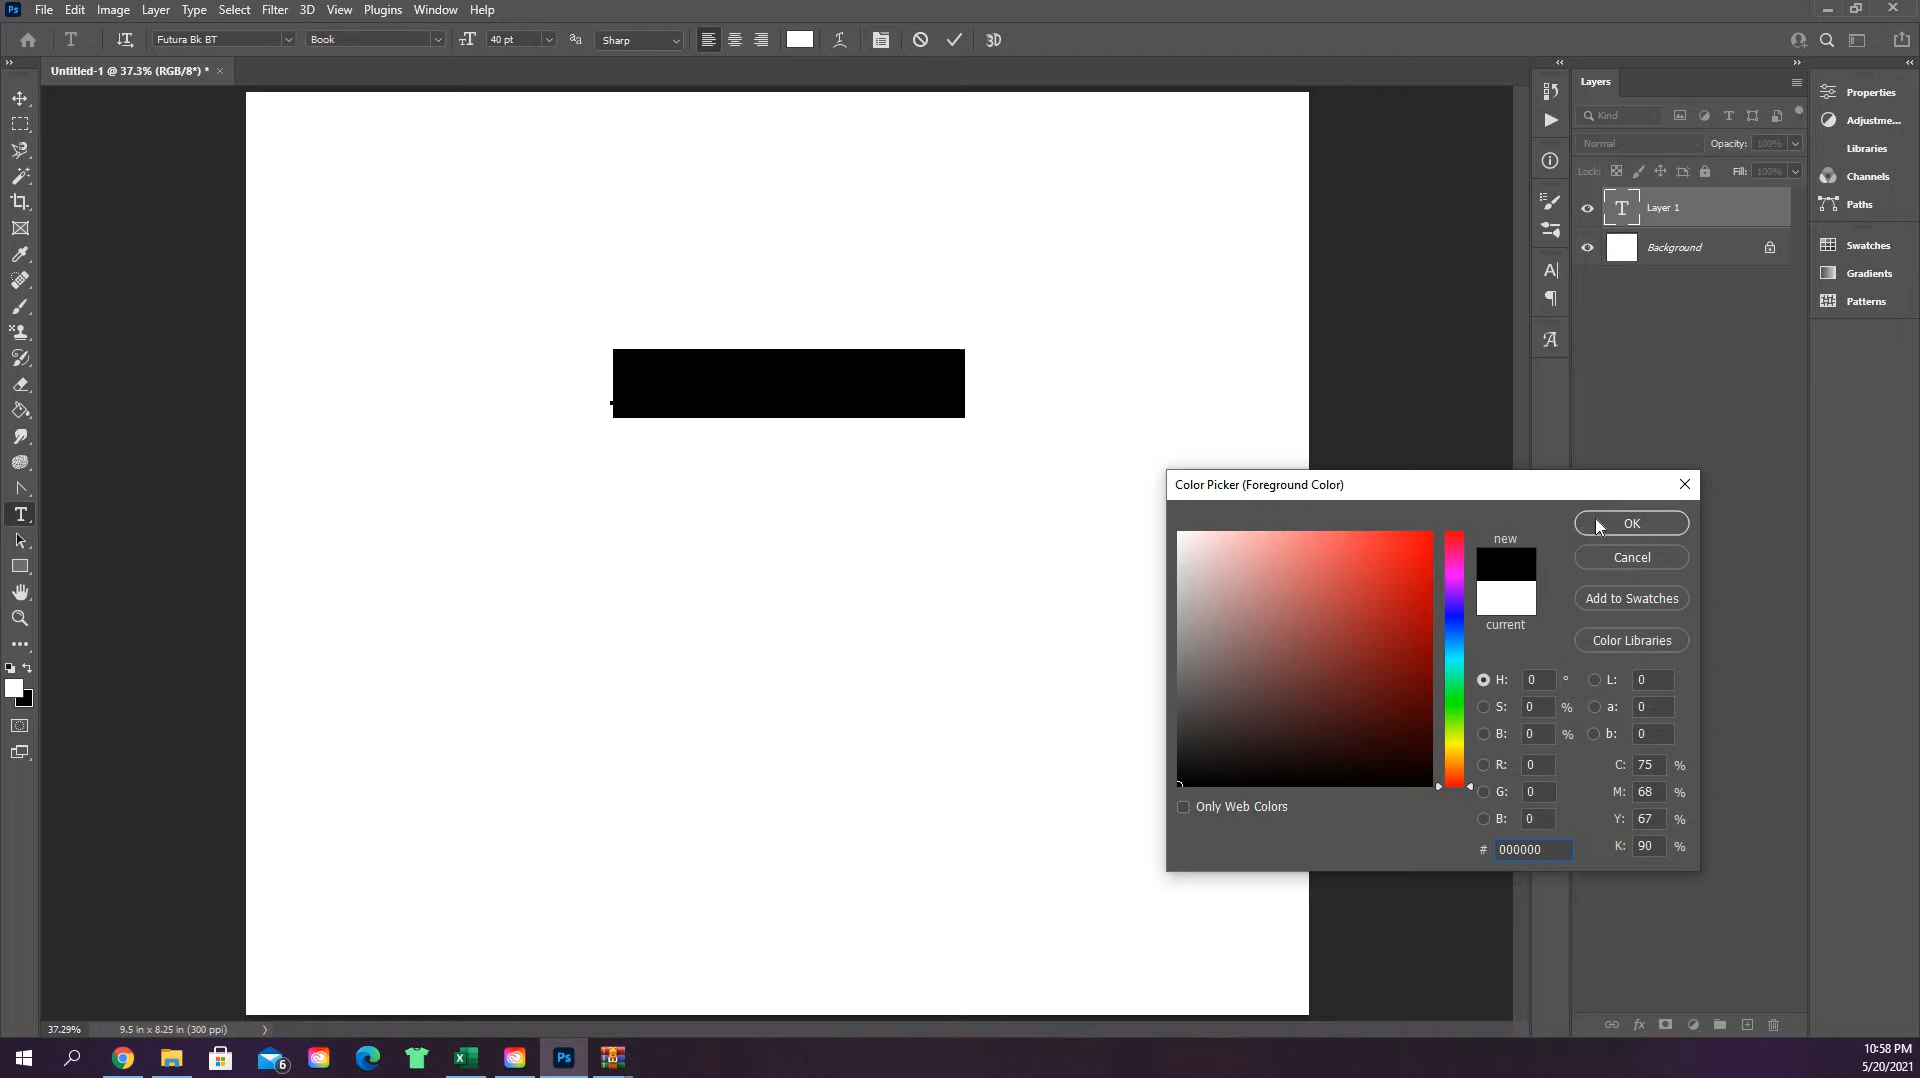 Ps File Edit Image Layer Type Select Filter 3D View Plugins Window Help
Futura Bk BT Book 40 pt Sharp 3D
Untitled-1 @ 37.3% (RGB/8*) *
Layers
Kind
Normal Opacity: 100%
Lock: Fill: 100%
T Layer 1
Background
Properties
Adjustme...
Libraries
Channels
Paths
Swatches
Gradients
Patterns
Color Picker (Foreground Color)
OK
new
Cancel
Add to Swatches
current
Color Libraries
H: 0 ° L: 0
S: 0 % a: 0
B: 0 % b: 0
R: 0 C: 75 %
Only Web Colors G: 0 M: 68 %
B: 0 Y: 67 %
# 000000 K: 90 %
37.29% 9.5 in x 8.25 in (300 ppi)
6
Ps
10:58 PM
5/20/2021